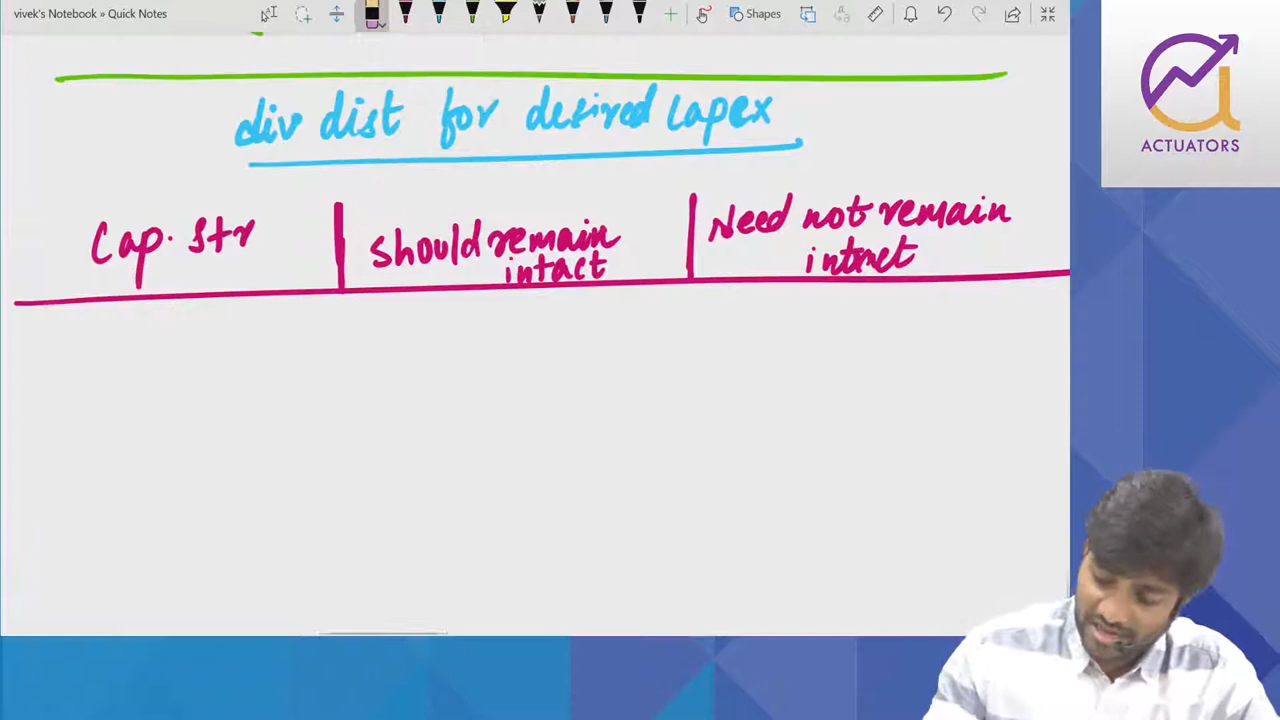 vivek's Notebook » Quick Notes
Shapes
ACTUATORS
div dist for desired capex
Cap. Str
Should remain
intact
Need not remain
intact